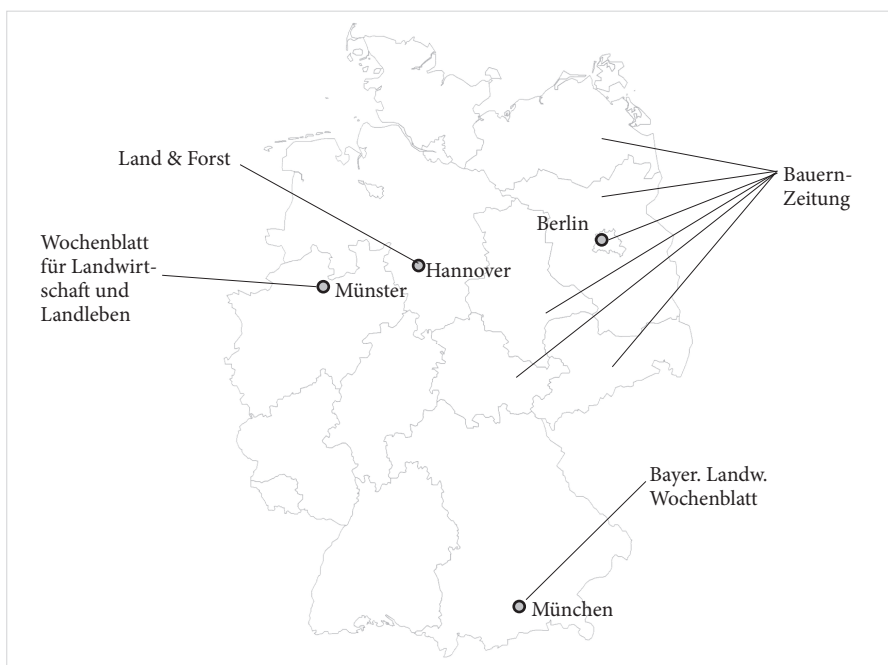 Land & Forst
Bauern-
Zeitung
Berlin
Wochenblatt
für Landwirt-
schaft und
Landleben
Hannover
Münster
Bayer. Landw.
Wochenblatt
München